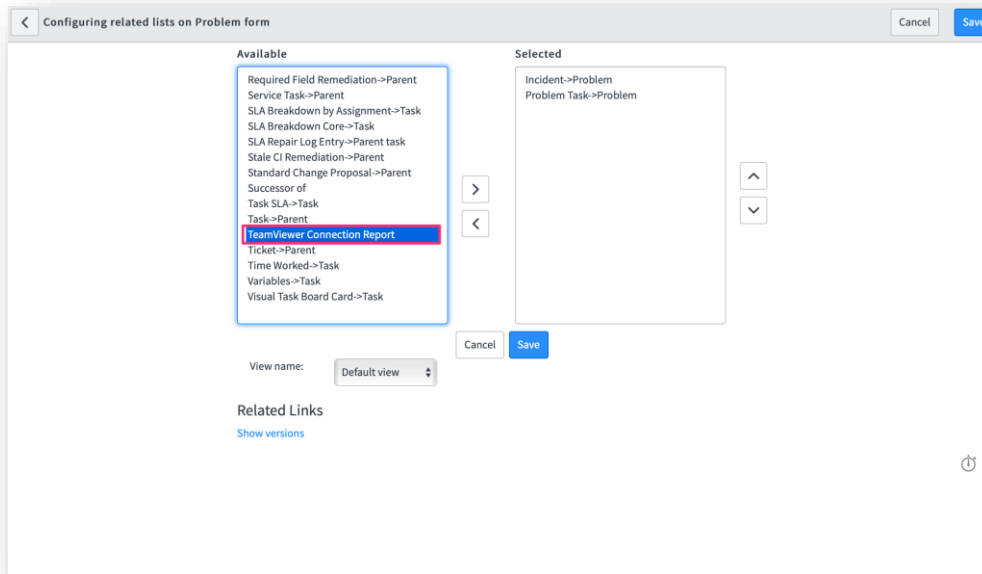 Configuring related lists on Problem form
Cancel
Save
Available
Selected
Required Field Remediation->Parent
Service Task->Parent
SLA Breakdown by Assignment->Task
SLA Breakdown Core->Task
SLA Repair Log Entry->Parent task
Stale CI Remediation->Parent
Standard Change Proposal->Parent
Successor of
Task SLA->Task
Task->Parent
TeamViewer Connection Report
Ticket->Parent
Time Worked->Task
Variables->Task
Visual Task Board Card->Task
Incident->Problem
Problem Task->Problem
Cancel
Save
View name:
Default view
Related Links
Show versions